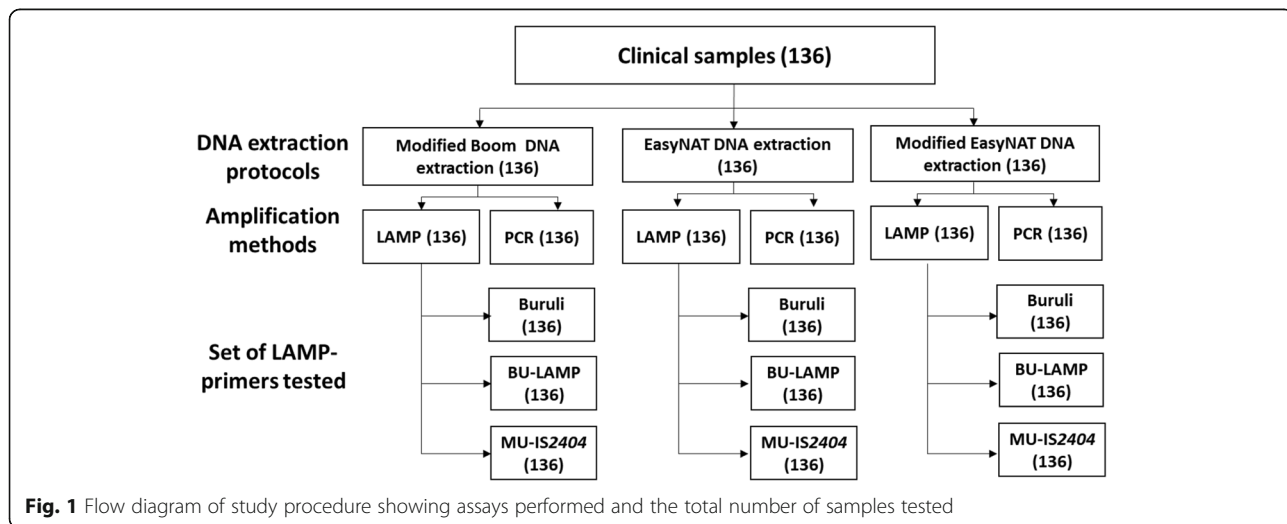 Clinical samples (136)
DNA extraction
protocols
Modified Boom DNA
extraction (136)
EasyNAT DNA extraction
(136)
Modified EasyNAT DNA
extraction (136)
Amplification
methods
LAMP (136)
PCR (136)
LAMP (136)
PCR (136)
LAMP (136)
PCR (136)
Set of LAMP-
primers tested
Buruli
(136)
BU-LAMP
(136)
MU-IS2404
(136)
Buruli
(136)
BU-LAMP
(136)
MU-IS2404
(136)
Buruli
(136)
BU-LAMP
(136)
MU-IS2404
(136)
Fig. 1 Flow diagram of study procedure showing assays performed and the total number of samples tested